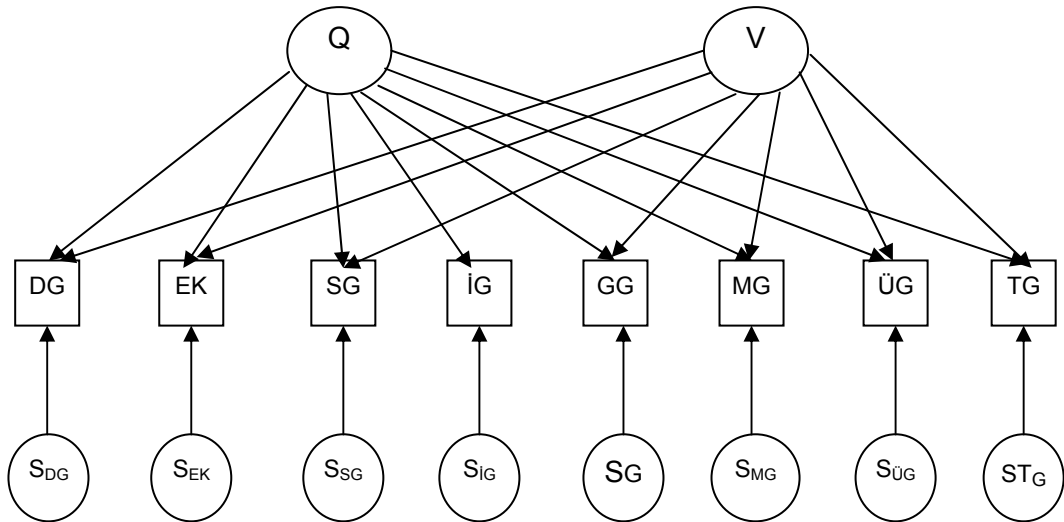 Q V
DG EK SG İG GG MG ÜG TG
SDG SEK SSG SİG SG SMG SÜG STG